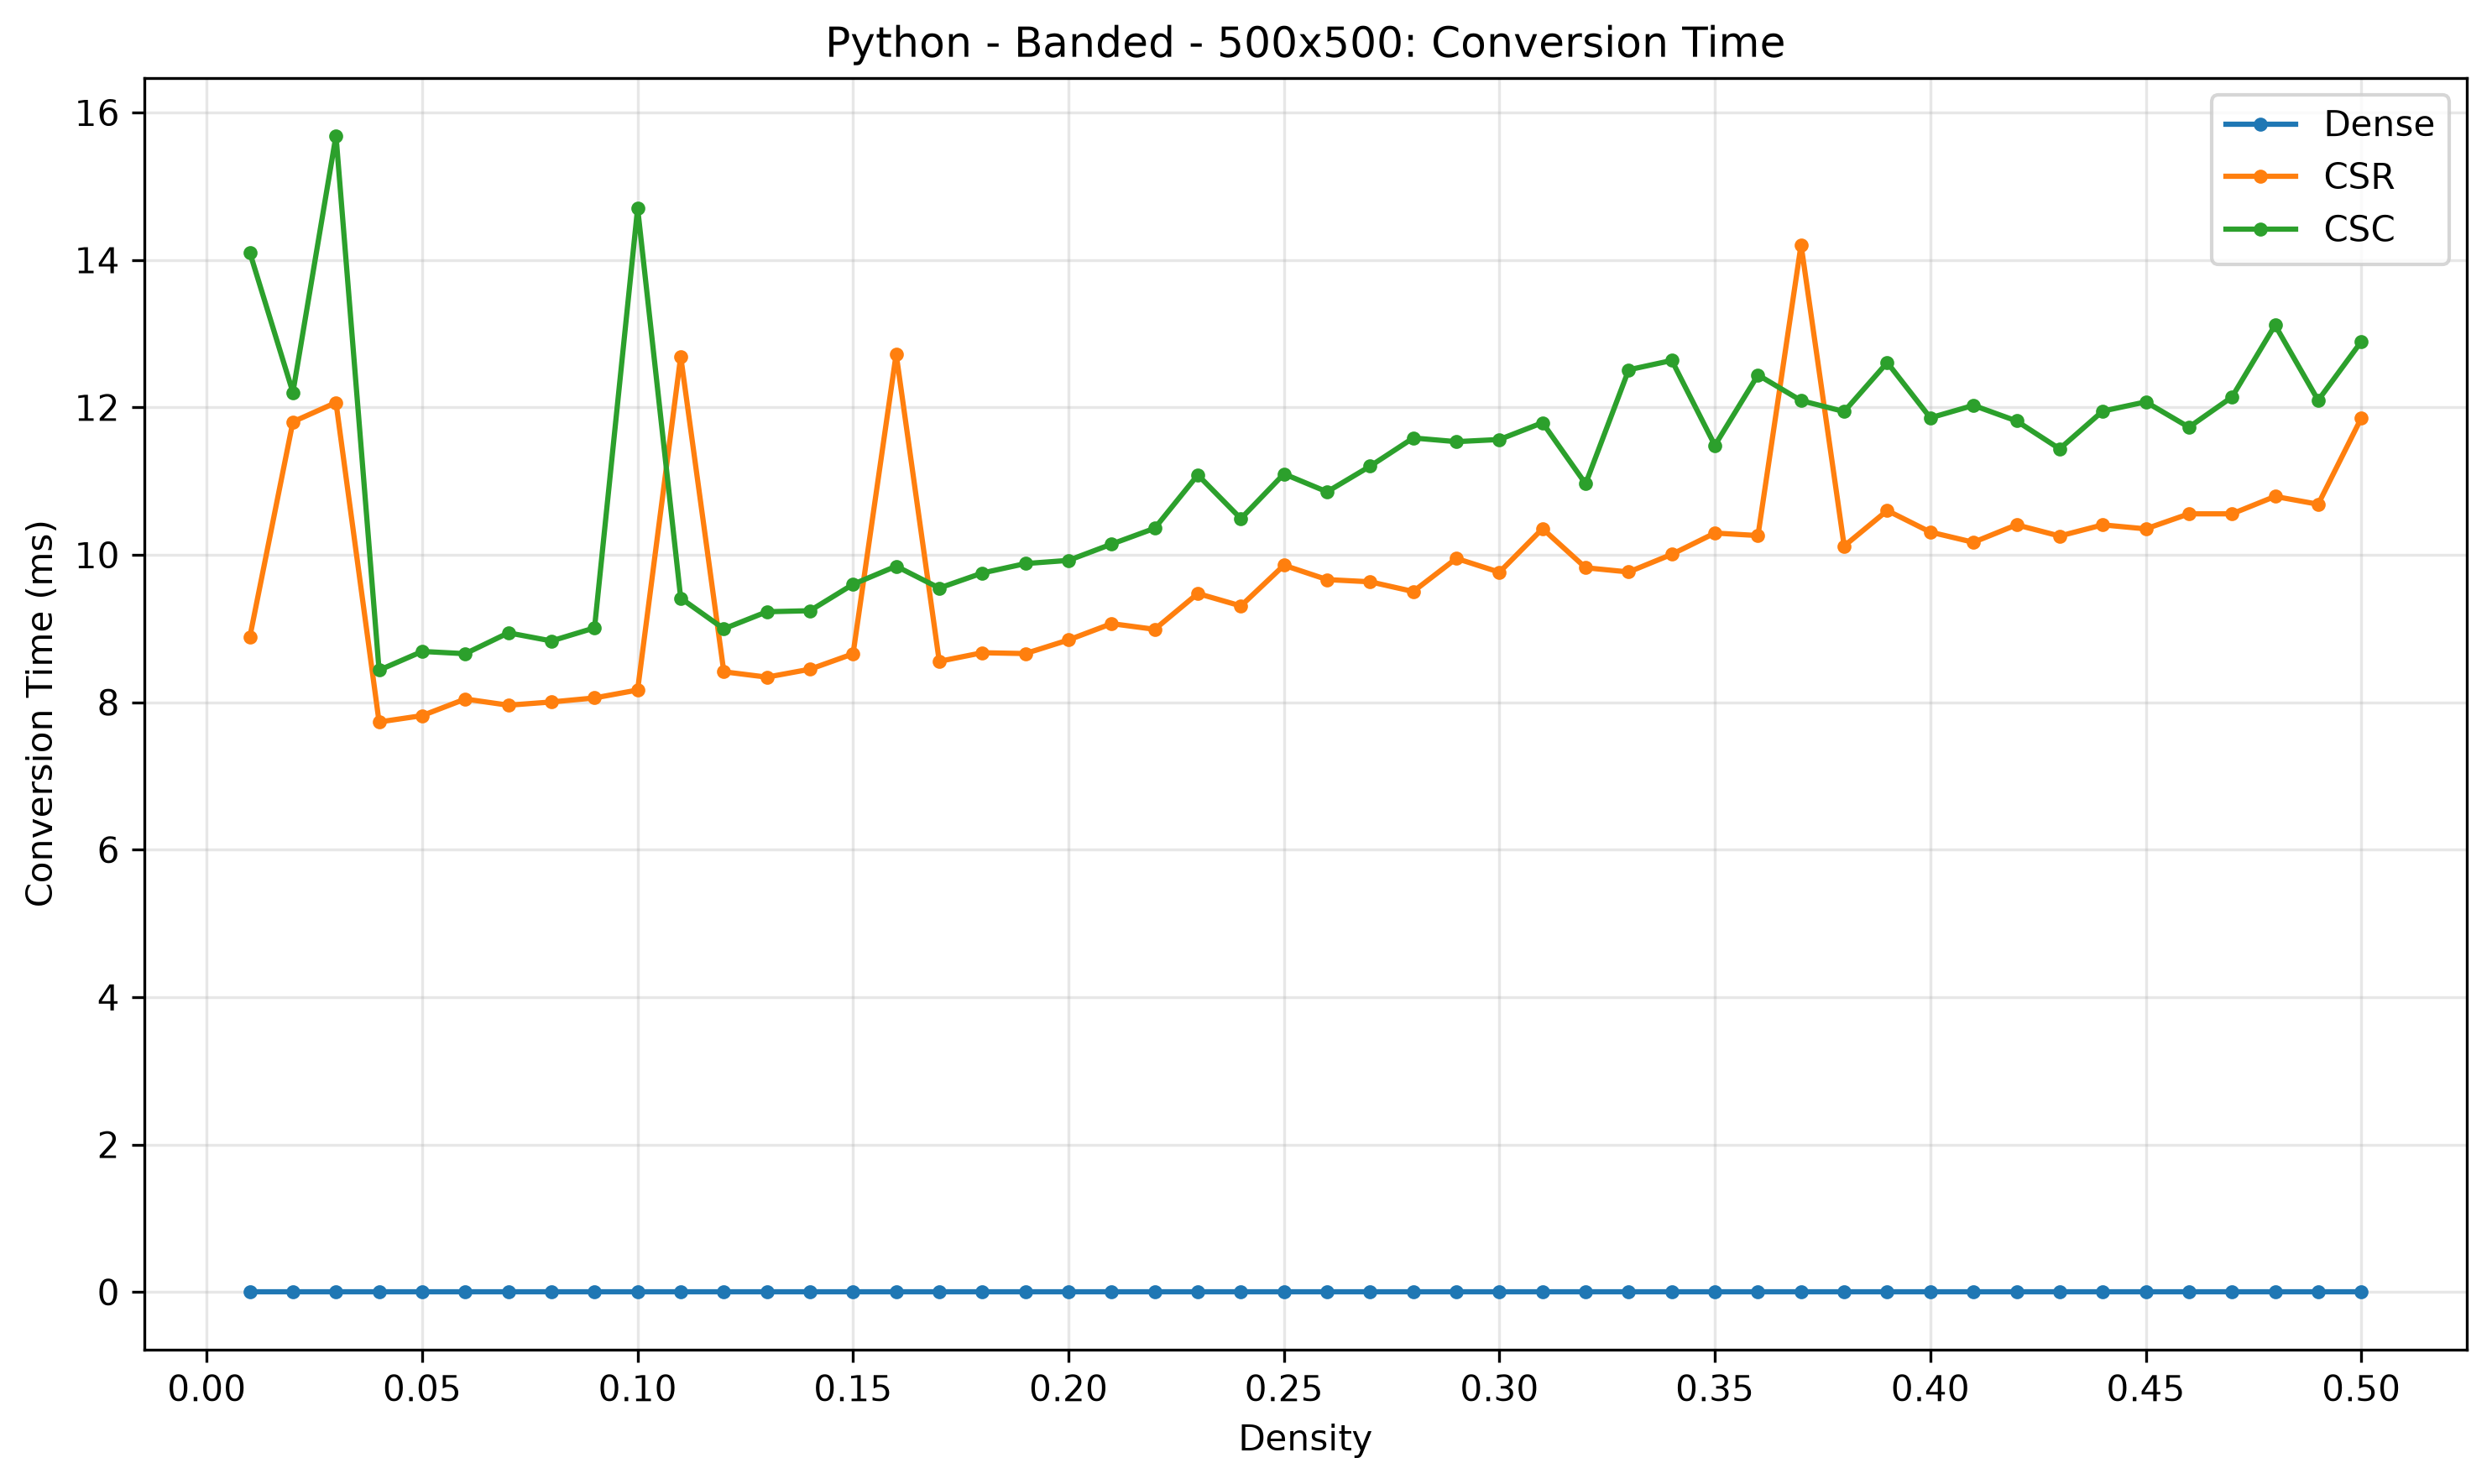 Python - Banded - 500x500: Conversion Time
Dense
CSR
CSC
Conversion Time (ms)
16
14
12
10
8
6
4
2
0
0.00 0.05 0.10 0.15 0.20 0.25 0.30 0.35 0.40 0.45 0.50
Density